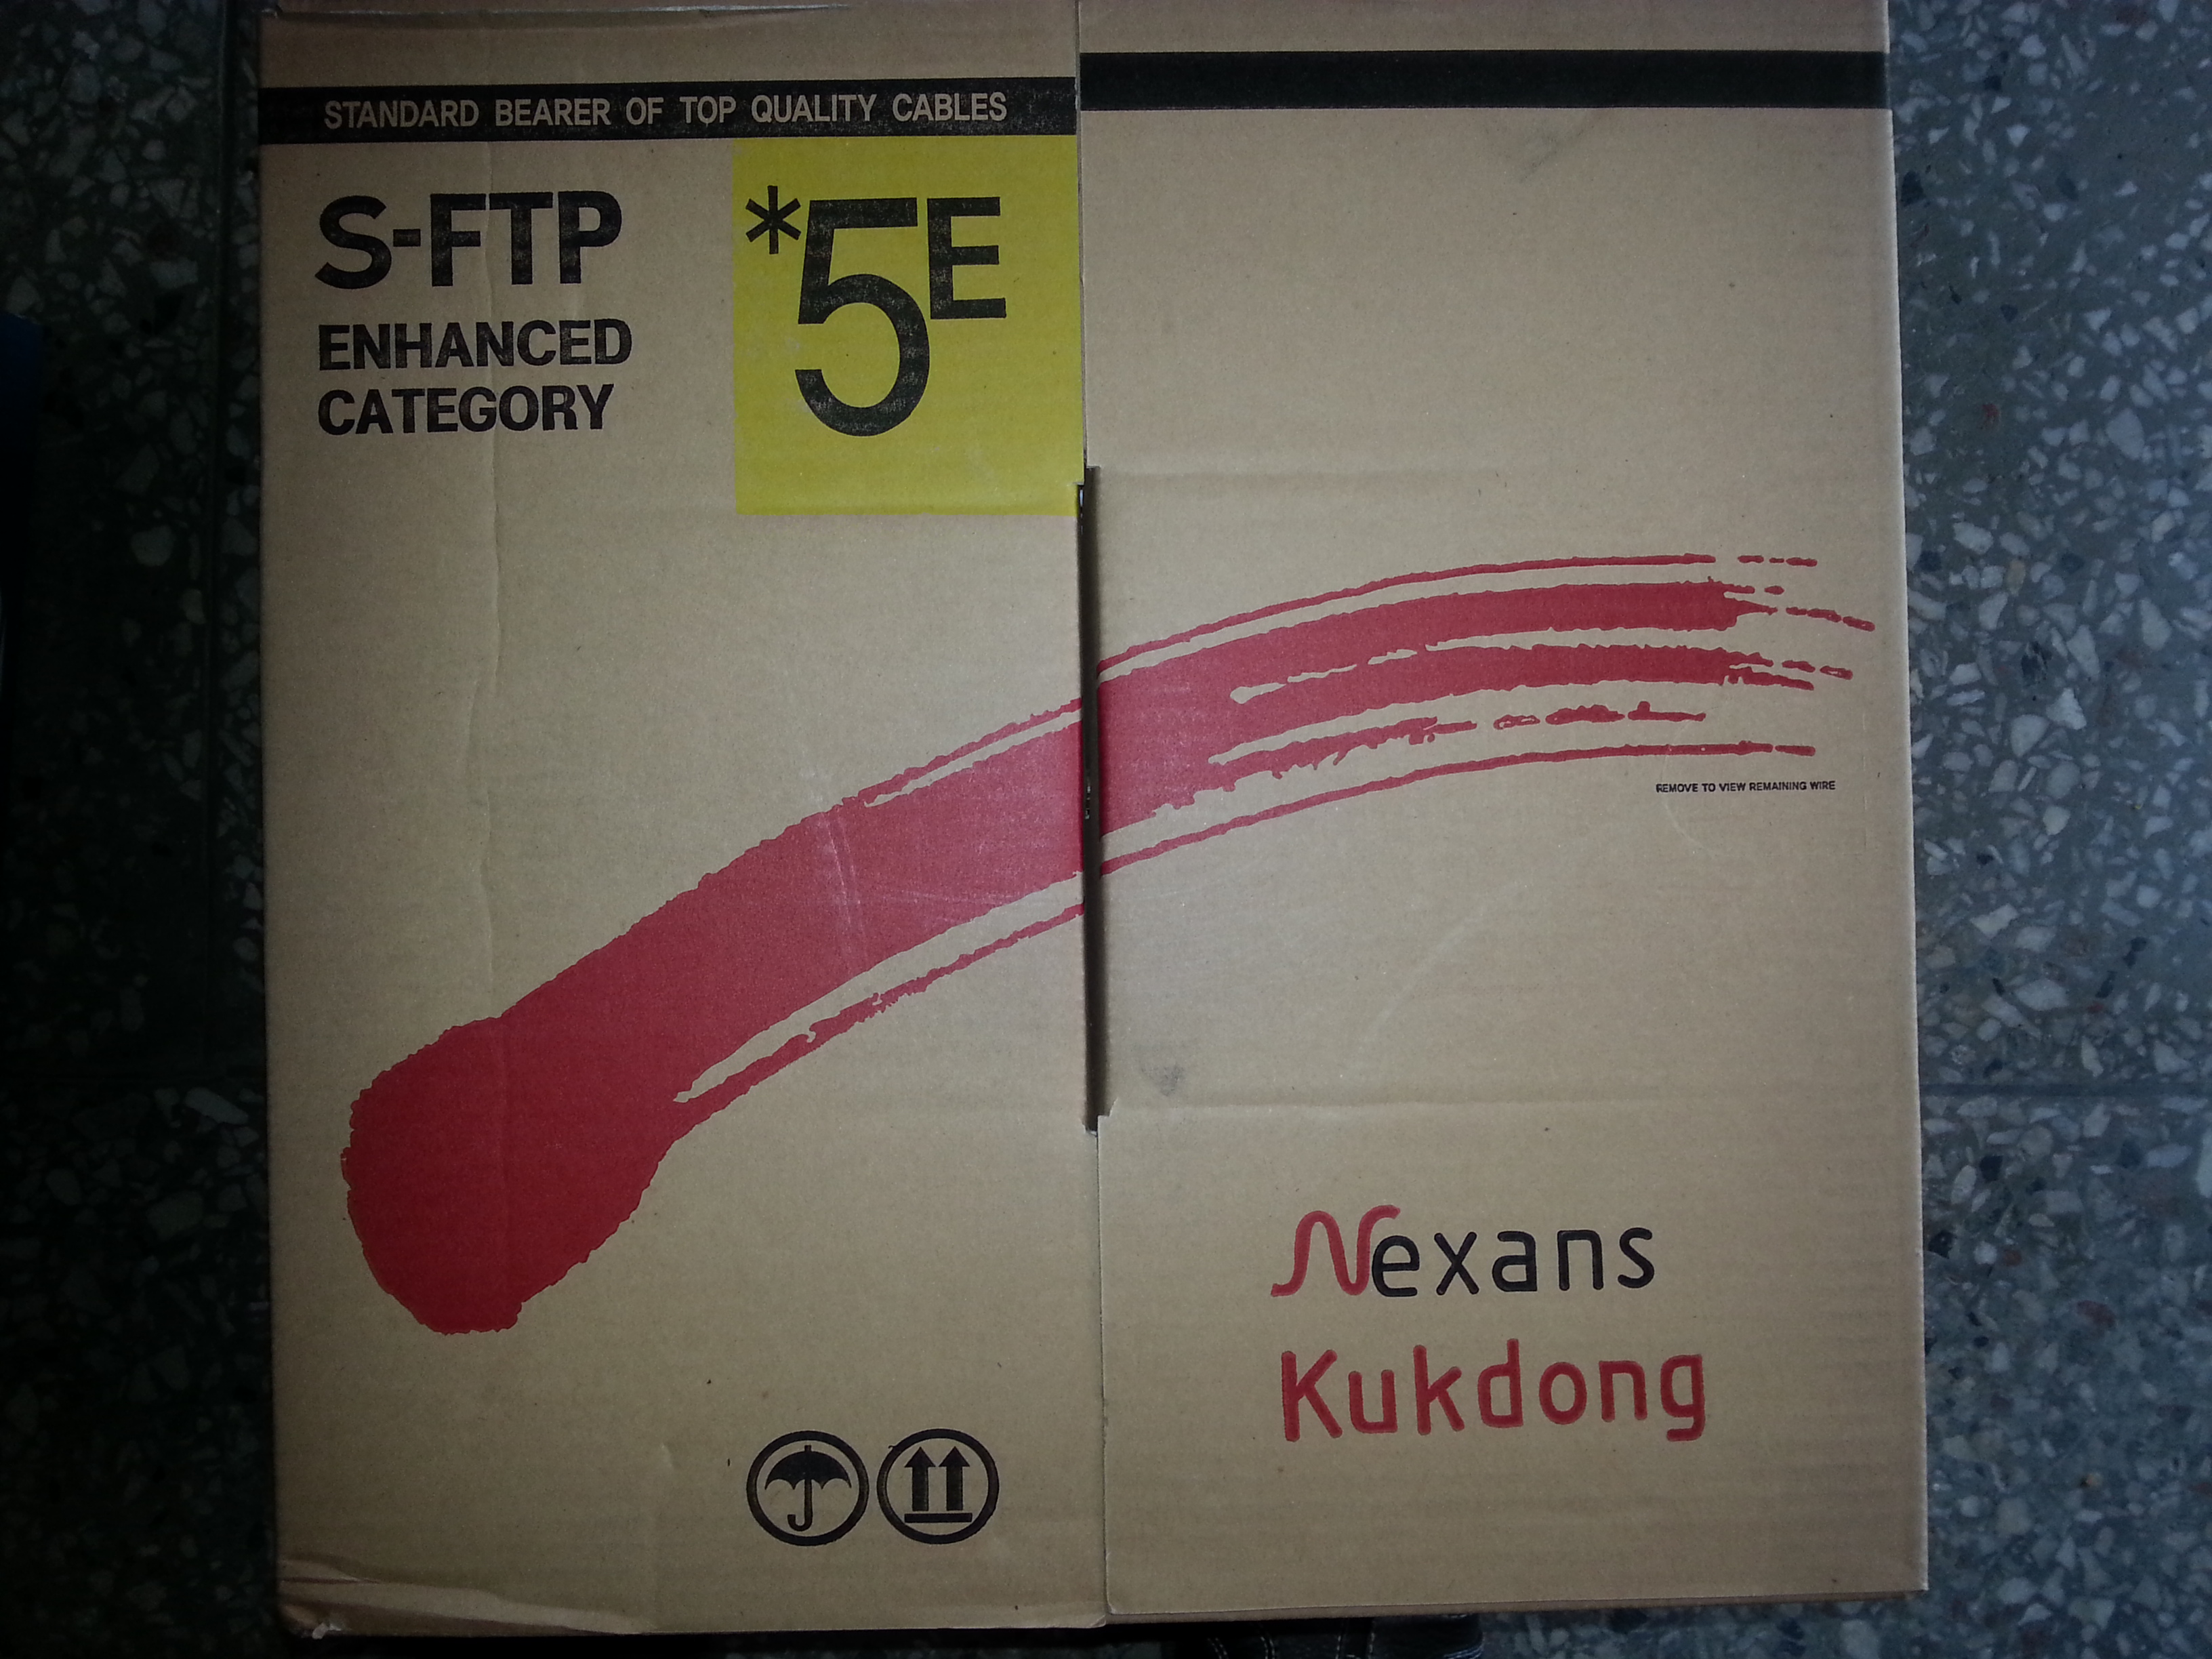 STANDARD BEARER OF TOP QUALITY CABLES
S-FTP
ENHANCED
CATEGORY
*5E
REMOVE TO VIEW REMAINING WIRE
Nexans
Kukdong